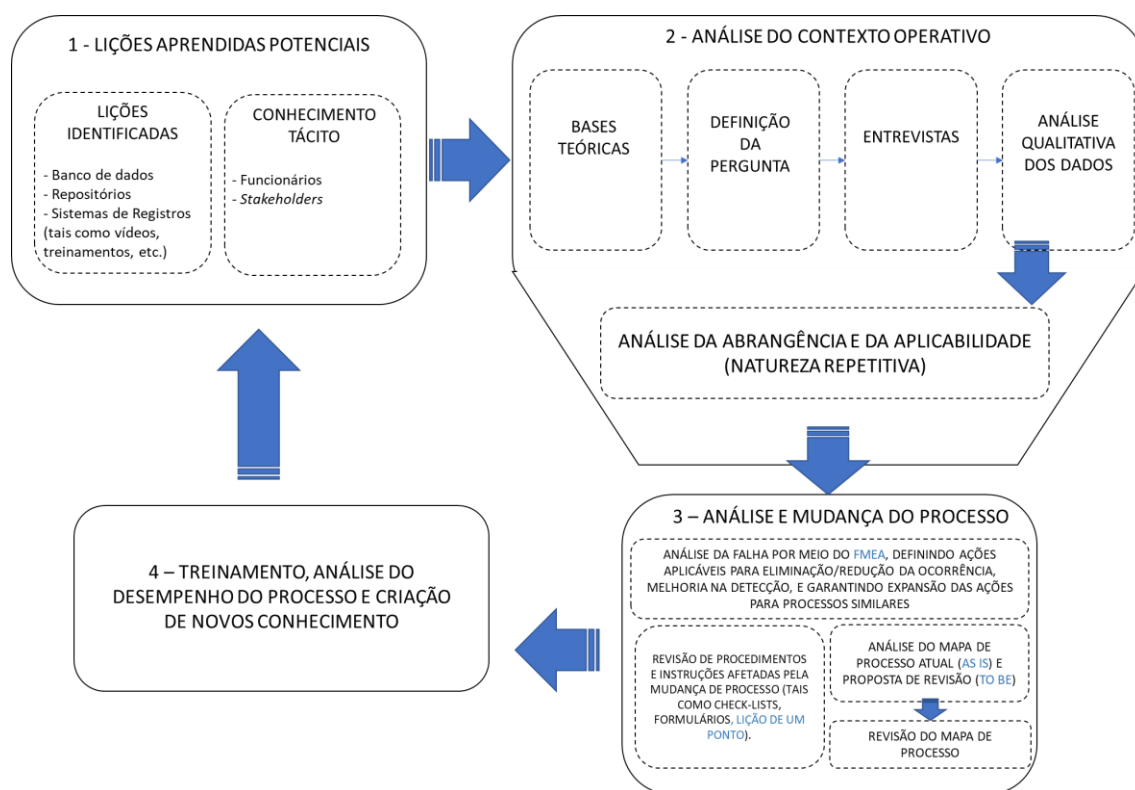 1 - LIÇÕES APRENDIDAS POTENCIAIS
LIÇÕES
IDENTIFICADAS
- Banco de dados
- Repositórios
- Sistemas de Registros
(tais como vídeos,
treinamentos, etc.)
CONHECIMENTO
TÁCITO
- Funcionários
- Stakeholders
2 - ANÁLISE DO CONTEXTO OPERATIVO
BASES
TEÓRICAS
DEFINIÇÃO
DA
PERGUNTA
ENTREVISTAS
ANÁLISE
QUALITATIVA
DOS DADOS
ANÁLISE DA ABRANGÊNCIA E DA APLICABILIDADE
(NATUREZA REPETITIVA)
3 – ANÁLISE E MUDANÇA DO PROCESSO
ANÁLISE DA FALHA POR MEIO DO FMEA, DEFININDO AÇÕES
APLICÁVEIS PARA ELIMINAÇÃO/REDUÇÃO DA OCORRÊNCIA,
MELHORIA NA DETECÇÃO, E GARANTINDO EXPANSÃO DAS AÇÕES
PARA PROCESSOS SIMILARES
REVISÃO DE PROCEDIMENTOS
E INSTRUÇÕES AFETADAS PELA
MUDANÇA DE PROCESSO (TAIS
COMO CHECK-LISTS,
FORMULÁRIOS, LIÇÃO DE UM
PONTO).
ANÁLISE DO MAPA DE
PROCESSO ATUAL (AS IS) E
PROPOSTA DE REVISÃO (TO BE)
REVISÃO DO MAPA DE
PROCESSO
4 – TREINAMENTO, ANÁLISE DO
DESEMPENHO DO PROCESSO E CRIAÇÃO
DE NOVOS CONHECIMENTO